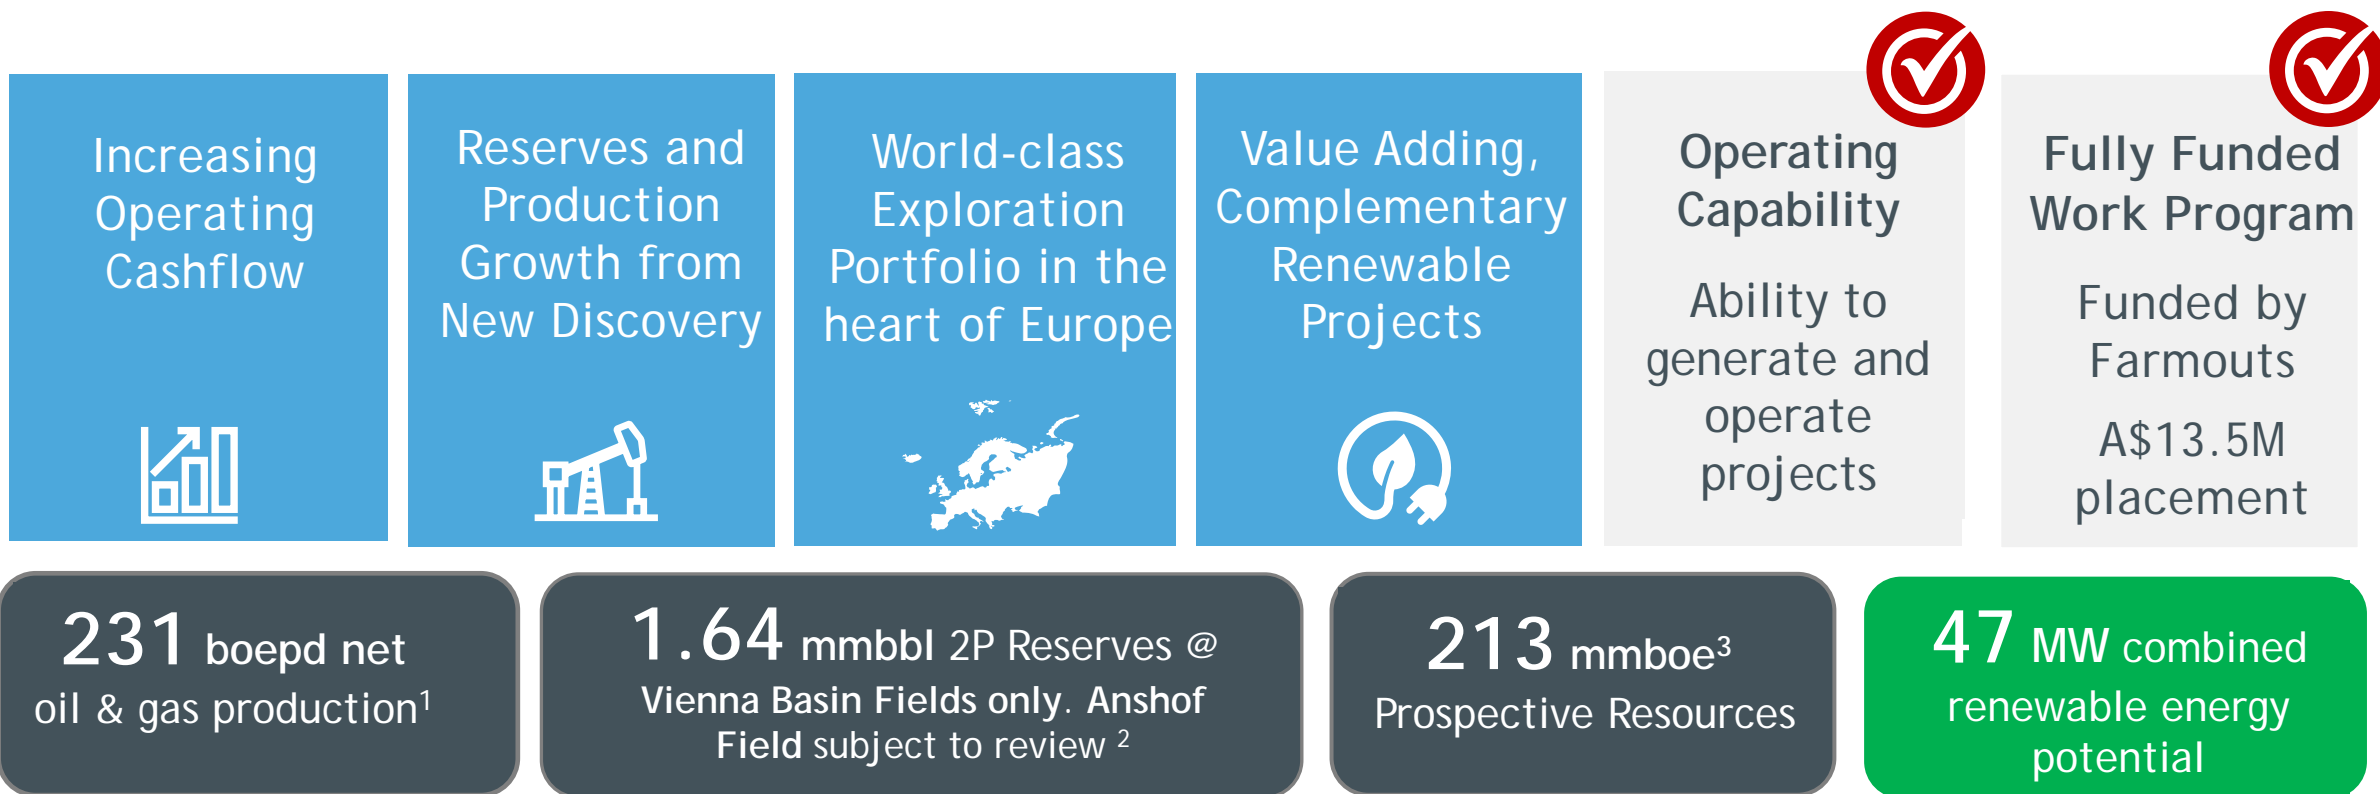 Increasing
Operating
Cashflow
Reserves and
Production
Growth from
New Discovery
World-class
Exploration
Portfolio in the
heart of Europe
Value Adding,
Complementary
Renewable
Projects
Operating
Capability
Ability to
generate and
operate
projects
Fully Funded
Work Program
Funded by
Farmouts
A$13.5M
placement
231 boepd net
oil & gas production¹
1.64 mmbbl 2P Reserves @
Vienna Basin Fields only. Anshof
Field subject to review ²
213 mmboe³
Prospective Resources
47 MW combined
renewable energy
potential